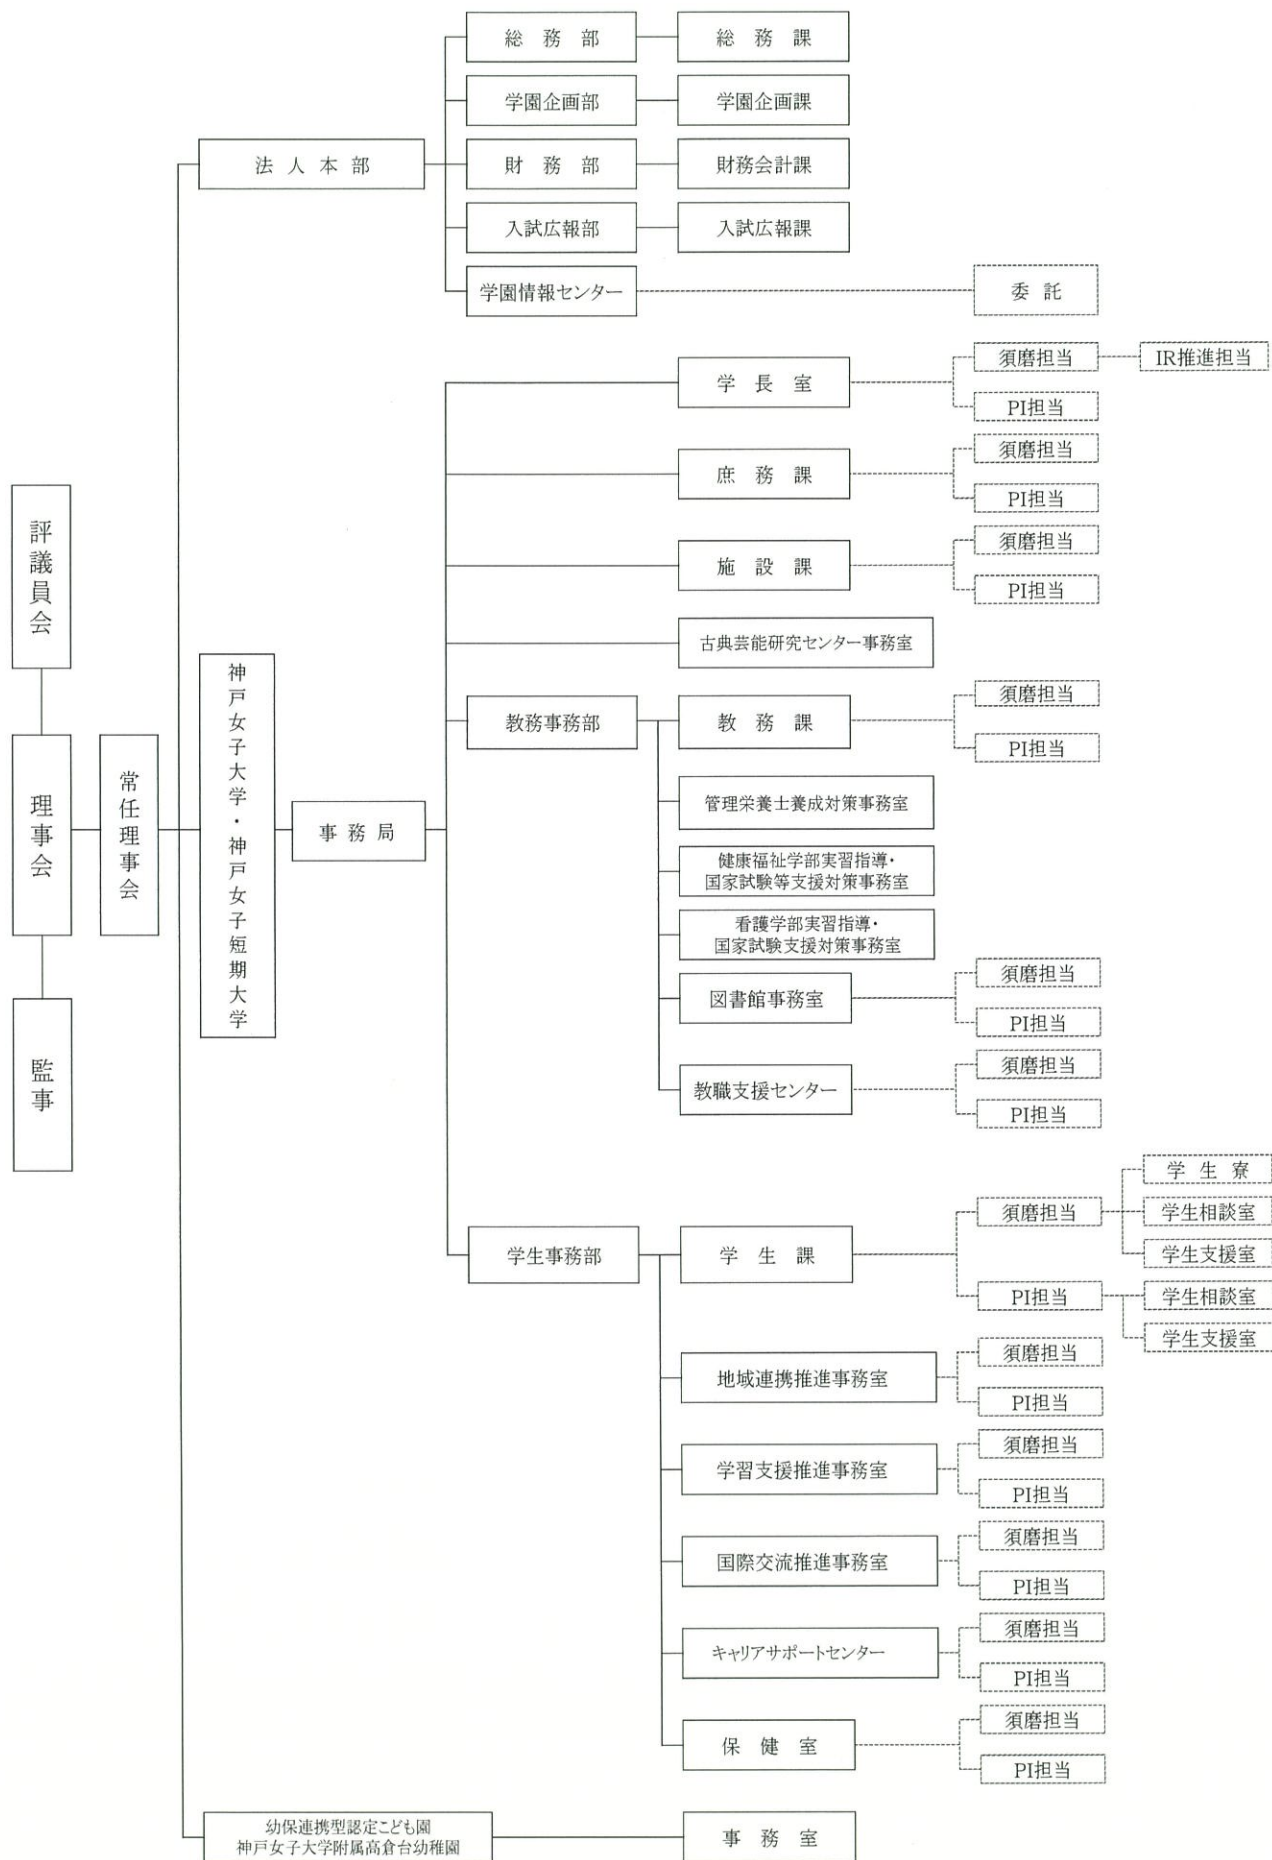 総務部
総務課
学園企画部
学園企画課
法人本部
財務部
財務会計課
入試広報部
入試広報課
学園情報センター
委託
学長室
須磨担当
IR推進担当
PI担当
庶務課
須磨担当
PI担当
施設課
須磨担当
PI担当
古典芸能研究センター事務室
評議員会
理事会
監事
常任理事会
神戸女子大学・神戸女子短期大学
事務局
教務事務部
教務課
須磨担当
PI担当
管理栄養士養成対策事務室
健康福祉学部実習指導・
国家試験等支援対策事務室
看護学部実習指導・
国家試験支援対策事務室
図書館事務室
須磨担当
PI担当
教職支援センター
須磨担当
PI担当
学生事務部
学生課
須磨担当
学生寮
学生相談室
学生支援室
PI担当
学生相談室
学生支援室
地域連携推進事務室
須磨担当
PI担当
学習支援推進事務室
須磨担当
PI担当
国際交流推進事務室
須磨担当
PI担当
キャリアサポートセンター
須磨担当
PI担当
保健室
須磨担当
PI担当
幼保連携型認定こども園
神戸女子大学附属高倉台幼稚園
事務室